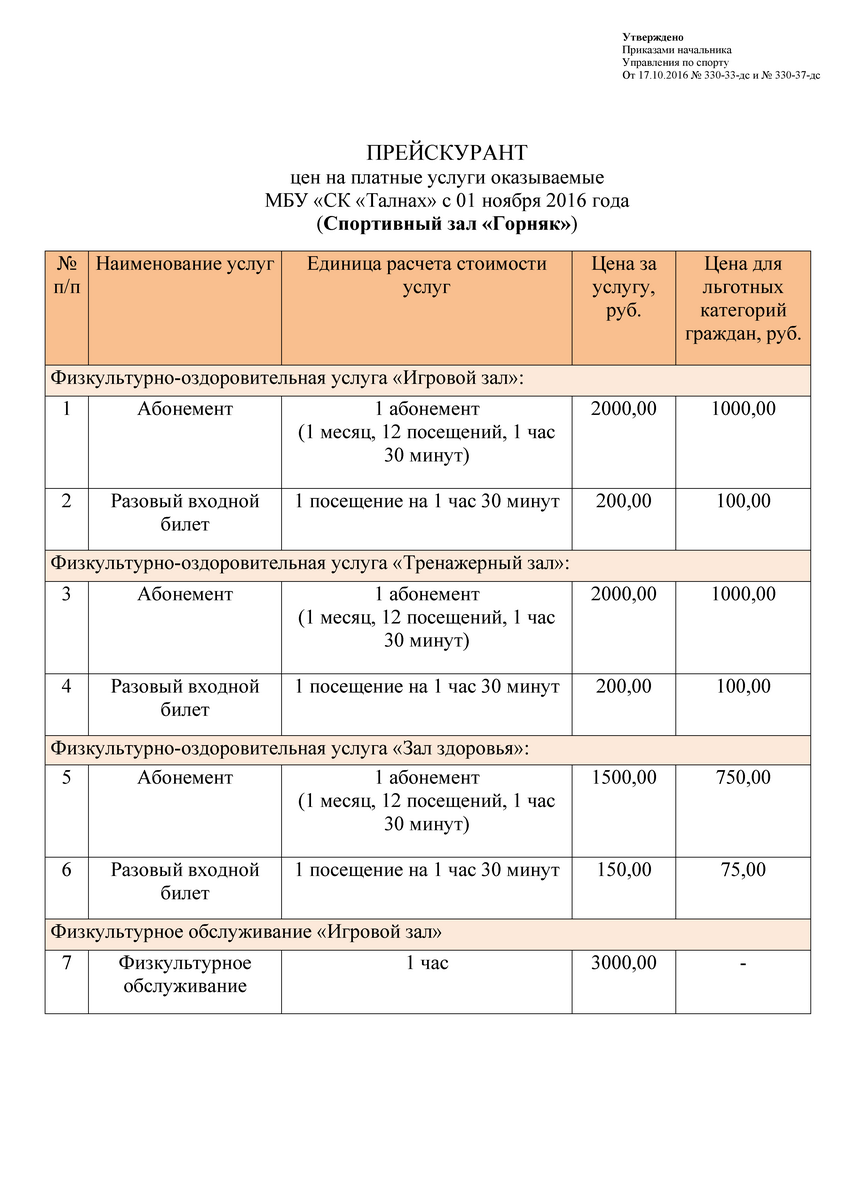 Утверждено
Приказами начальника
Управления по спорту
От 17.10.2016 № 330-33-дс и № 330-37-дс
ПРЕЙСКУРАНТ
цен на платные услуги оказываемые
МБУ «СК «Талнах» с 01 ноября 2016 года
(Спортивный зал «Горняк»)
№ п/п Наименование услуг Единица расчета стоимости услуг Цена за услугу, руб. Цена для льготных категорий граждан, руб.
Физкультурно-оздоровительная услуга «Игровой зал»:
1 Абонемент 1 абонемент 2000,00 1000,00
(1 месяц, 12 посещений, 1 час
30 минут)
2 Разовый входной 1 посещение на 1 час 30 минут 200,00 100,00
билет
Физкультурно-оздоровительная услуга «Тренажерный зал»:
3 Абонемент 1 абонемент 2000,00 1000,00
(1 месяц, 12 посещений, 1 час
30 минут)
4 Разовый входной 1 посещение на 1 час 30 минут 200,00 100,00
билет
Физкультурно-оздоровительная услуга «Зал здоровья»:
5 Абонемент 1 абонемент 1500,00 750,00
(1 месяц, 12 посещений, 1 час
30 минут)
6 Разовый входной 1 посещение на 1 час 30 минут 150,00 75,00
билет
Физкультурное обслуживание «Игровой зал»
7 Физкультурное 1 час 3000,00 -
обслуживание